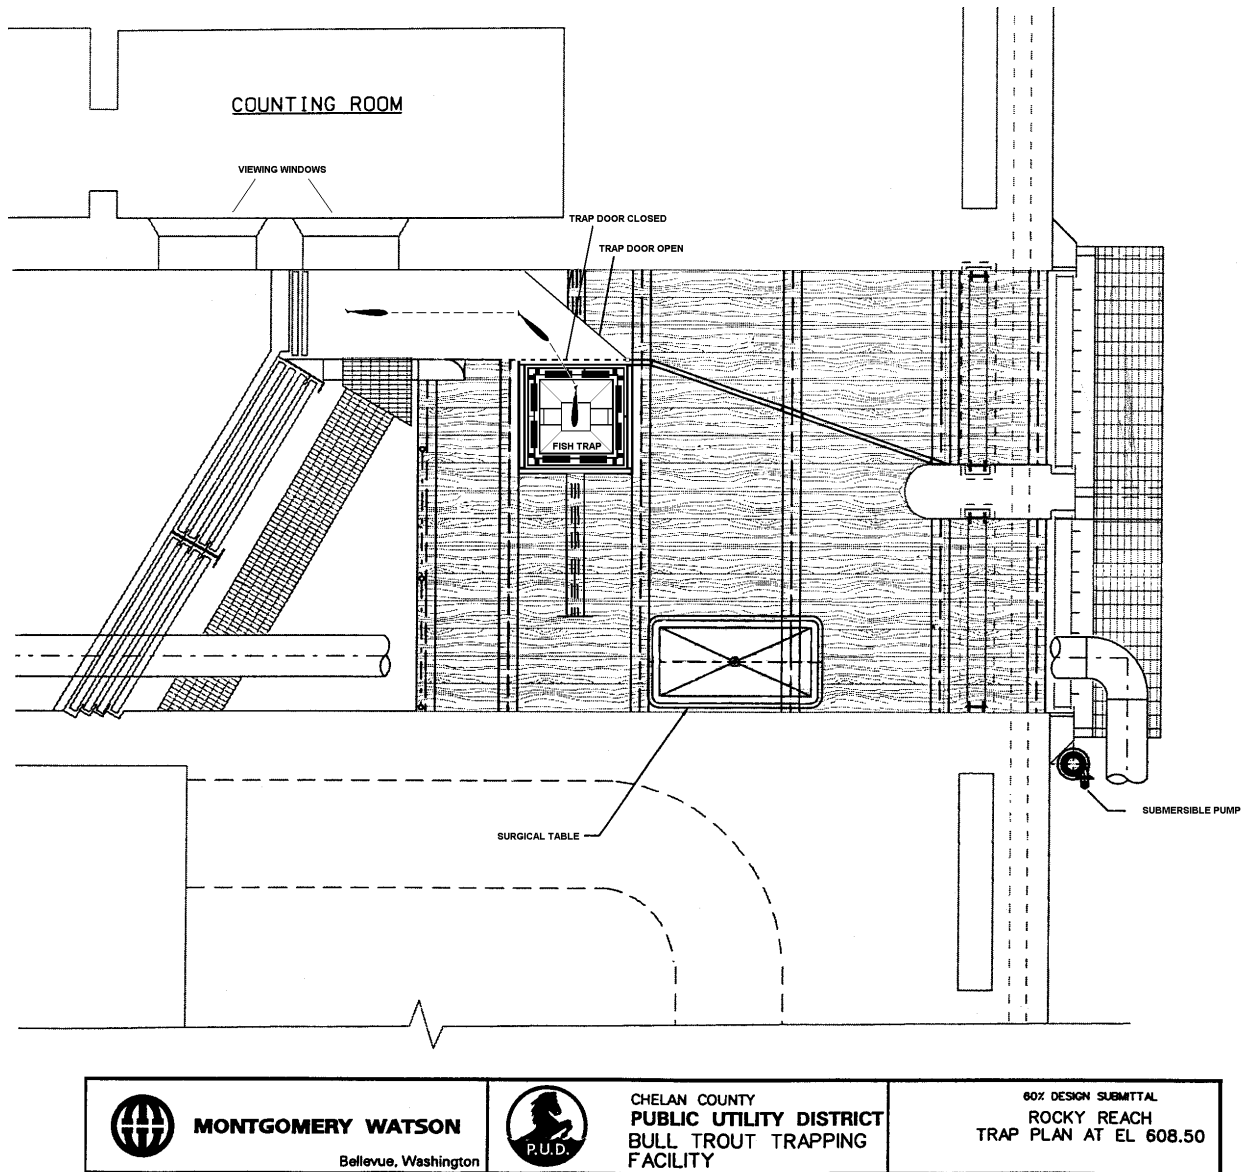 COUNTING ROOM
VIEWING WINDOWS
TRAP DOOR CLOSED
TRAP DOOR OPEN
FISH TRAP
SURGICAL TABLE
SUBMERSIBLE PUMP
MONTGOMERY WATSON
Bellevue, Washington
P.U.D.
CHELAN COUNTY
PUBLIC UTILITY DISTRICT
BULL TROUT TRAPPING
FACILITY
60% DESIGN SUBMITTAL
ROCKY REACH
TRAP PLAN AT EL 608.50